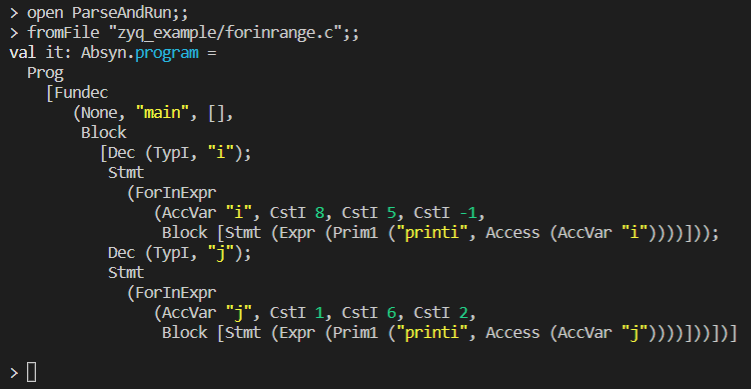 > open ParseAndRun;;
> fromFile "zyq_example/forinrange.c";;
val it: Absyn.program =
  Prog
    [Fundec
       (None, "main", [],
        Block
          [Dec (TypI, "i");
           Stmt
             (ForInExpr
                (AccVar "i", CstI 8, CstI 5, CstI -1,
                 Block [Stmt (Expr (Prim1 ("printi", Access (AccVar "i"))))]));
           Dec (TypI, "j");
           Stmt
             (ForInExpr
                (AccVar "j", CstI 1, CstI 6, CstI 2,
                 Block [Stmt (Expr (Prim1 ("printi", Access (AccVar "j"))))]))])]
>